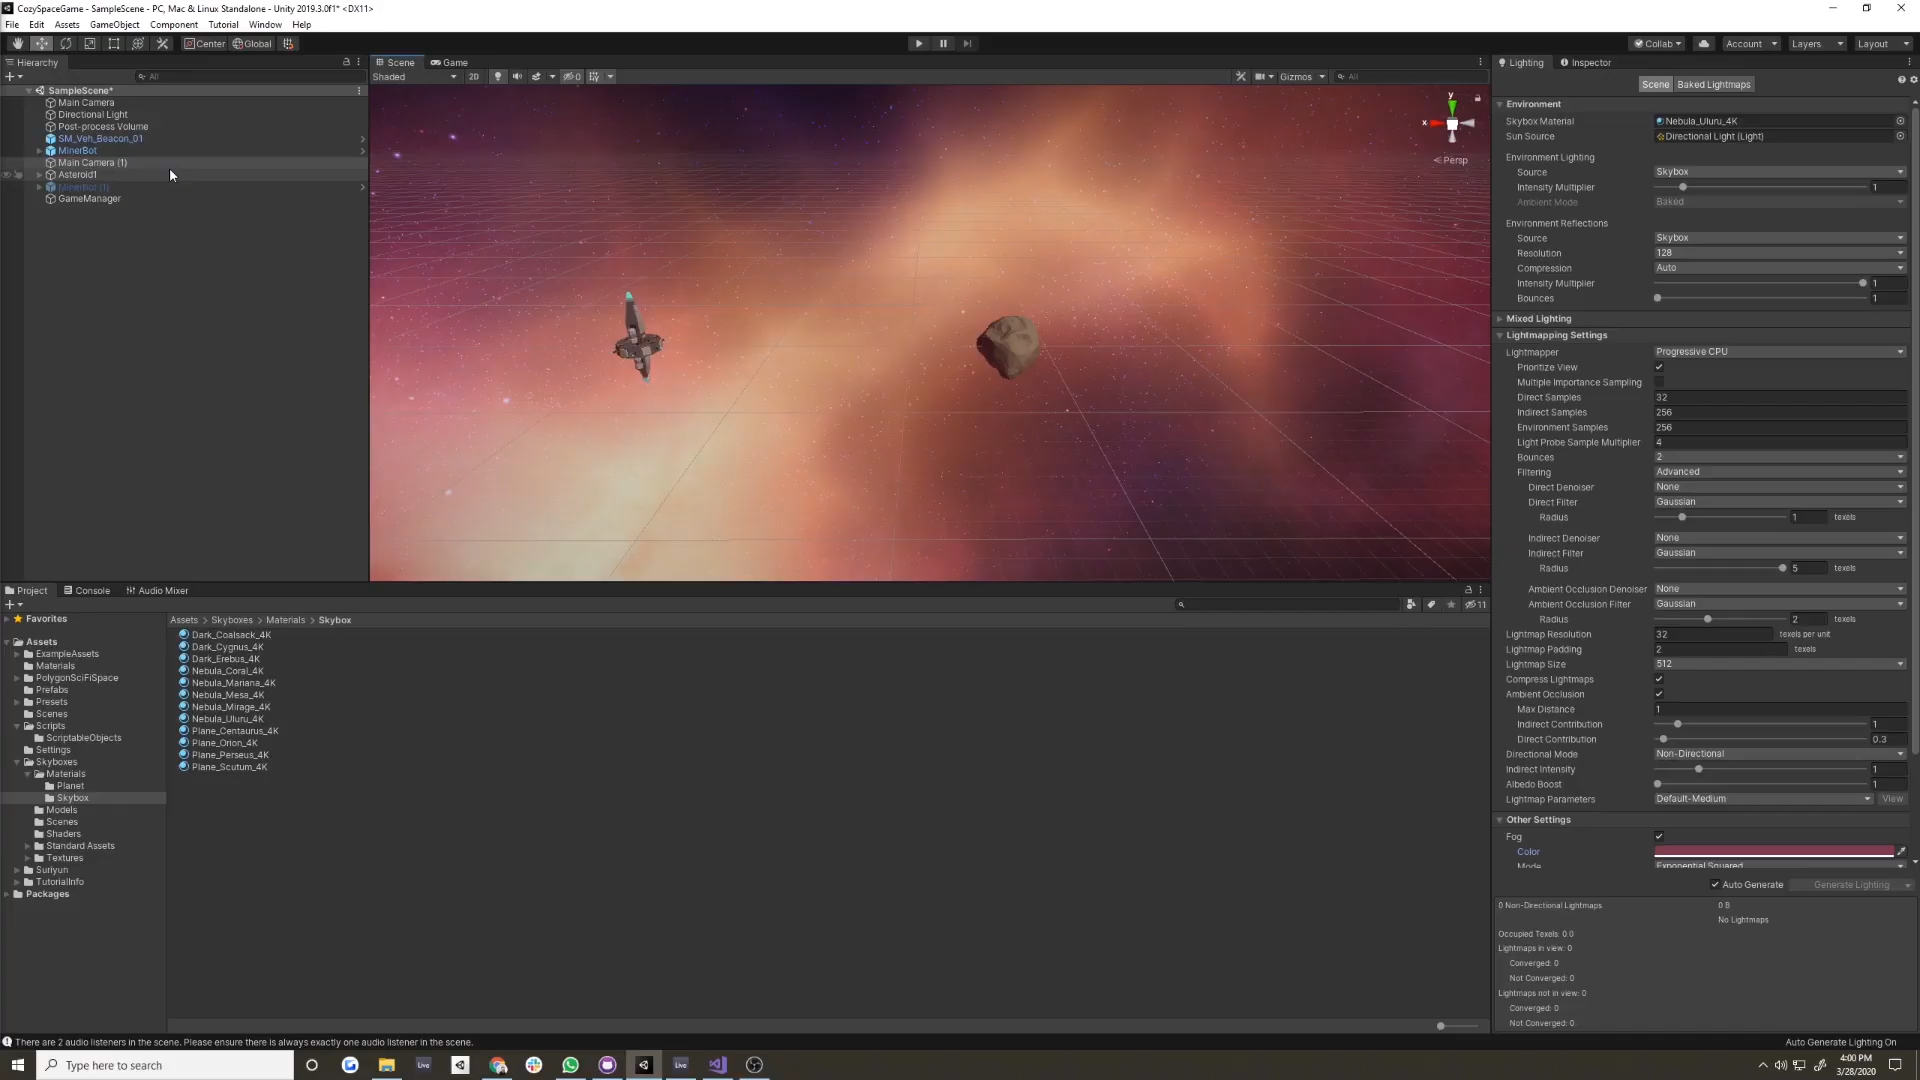 CozySpaceGame - SampleScene - PC, Mac & Linux Standalone - Unity 2019.3.0f1* <DX11>
File Edit Assets GameObject Component Tutorial Window Help
Center Global Collab Account Layers Layout
Hierarchy
All
SampleScene*
Main Camera
Directional Light
Post-process Volume
SM_Veh_Beacon_01
MinerBot
Main Camera (1)
Asteroid1
MinerBot (1)
GameManager
Scene Game
Shaded 2D 0 Gizmos All
y
x
Persp
Lighting Inspector
Scene Baked Lightmaps
Environment
Skybox Material Nebula_Uluru_4K
Sun Source Directional Light (Light)
Environment Lighting
Source Skybox
Intensity Multiplier 1
Ambient Mode Baked
Environment Reflections
Source Skybox
Resolution 128
Compression Auto
Intensity Multiplier 1
Bounces 1
Mixed Lighting
Lightmapping Settings
Lightmapper Progressive CPU
Prioritize View
Multiple Importance Sampling
Direct Samples 32
Indirect Samples 256
Environment Samples 256
Light Probe Sample Multiplier 4
Bounces 2
Filtering Advanced
Direct Denoiser None
Direct Filter Gaussian
Radius 1 texels
Indirect Denoiser None
Indirect Filter Gaussian
Radius 5 texels
Ambient Occlusion Denoiser None
Ambient Occlusion Filter Gaussian
Radius 2 texels
Lightmap Resolution 32 texels per unit
Lightmap Padding 2 texels
Lightmap Size 512
Compress Lightmaps
Ambient Occlusion
Max Distance 1
Indirect Contribution 1
Direct Contribution 0.3
Directional Mode Non-Directional
Indirect Intensity 1
Albedo Boost 1
Lightmap Parameters Default-Medium View
Other Settings
Fog
Color
Mode Exponential Squared
Auto Generate Generate Lighting
0 Non-Directional Lightmaps 0 B
No Lightmaps
Occupied Texels: 0.0
Lightmaps in view: 0
Converged: 0
Not Converged: 0
Lightmaps not in view: 0
Converged: 0
Not Converged: 0
Auto Generate Lighting On
Project Console Audio Mixer
11
Favorites
Assets
ExampleAssets
Materials
PolygonSciFiSpace
Prefabs
Presets
Scenes
Scripts
ScriptableObjects
Settings
Skyboxes
Materials
Planet
Skybox
Models
Scenes
Shaders
Standard Assets
Textures
Suriyun
TutorialInfo
Packages
Assets > Skyboxes > Materials > Skybox
Dark_Coalsack_4K
Dark_Cygnus_4K
Dark_Erebus_4K
Nebula_Coral_4K
Nebula_Mariana_4K
Nebula_Mesa_4K
Nebula_Mirage_4K
Nebula_Uluru_4K
Plane_Centaurus_4K
Plane_Orion_4K
Plane_Perseus_4K
Plane_Scutum_4K
There are 2 audio listeners in the scene. Please ensure there is always exactly one audio listener in the scene.
Type here to search
Live
Live
4:00 PM
3/28/2020